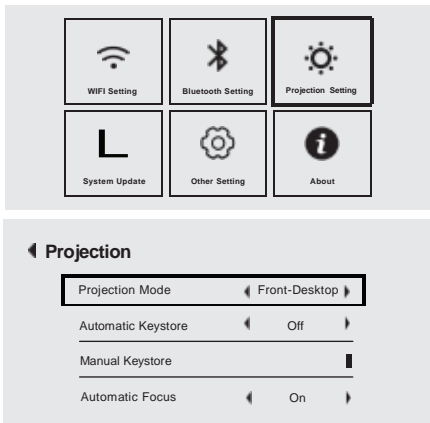 WIFI Setting
Bluetooth Setting
Projection Setting
L
System Update
Other Setting
About
Projection
Projection Mode Front-Desktop
Automatic Keystore Off
Manual Keystore
Automatic Focus On